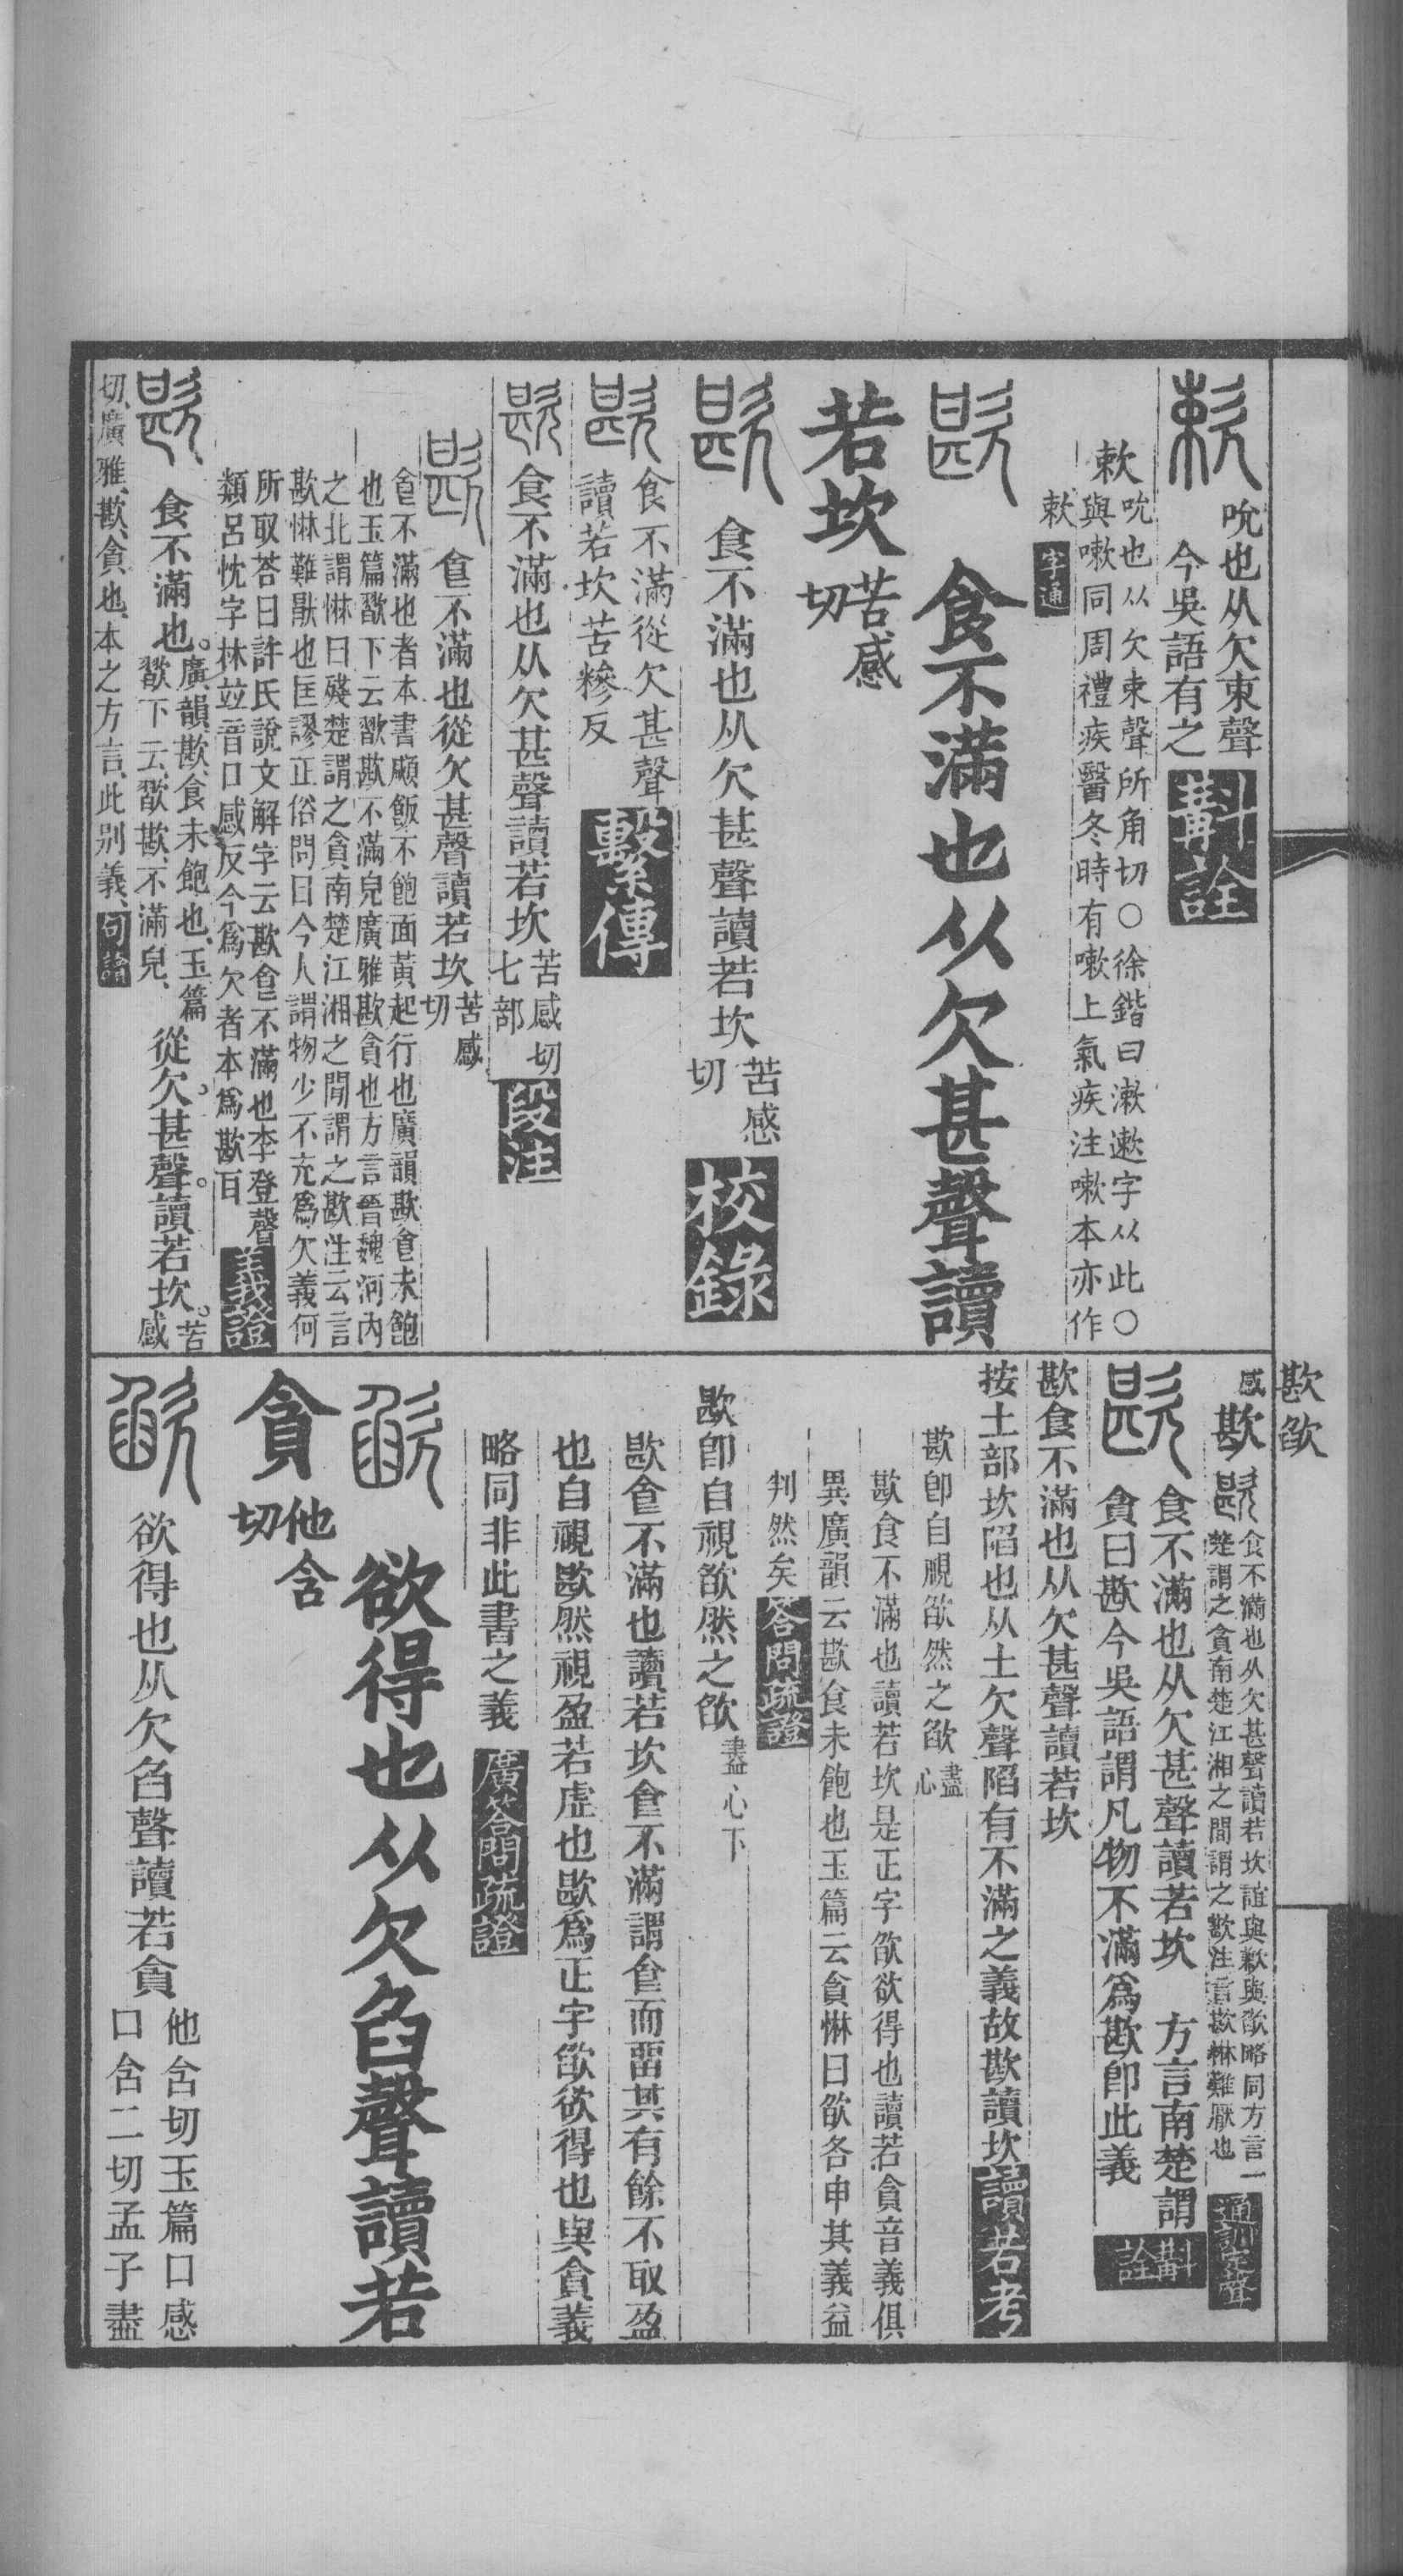 吮也从欠束聲
今吳語有之
斠詮
欶
吮也从欠束聲所角切○徐鍇曰漱遬字从此○
與嗽同周禮疾醫冬時有嗽上氣疾注嗽本亦作
欶
字通
食不滿也从欠甚聲讀
若坎
苦感
切
食不滿也从欠甚聲讀若坎
苦感
切
校錄
食不滿從欠甚聲
讀若坎苦糝反
繫傳
食不滿也从欠甚聲讀若坎
苦感切
七部
段注
食不滿也從欠甚聲讀若坎
苦感
切
食不滿也者本書顑飯不飽面黃起行也廣韻歁食未飽
也玉篇歞下云歞歁不滿皃廣雅歁貪也方言晉魏河內
之北謂惏曰殘楚謂之貪南楚江湘之閒謂之歁注云言
歁惏難猒也匡謬正俗問曰今人謂物少不充爲欠義何
所取荅曰許氏說文解字云歁食不滿也李登聲
類呂忱字林竝音口感反今爲欠者本爲歁耳
義證
食不滿也。
廣韻歁、食未飽也、玉篇
歞下云、歞歁、不滿皃、
從欠。甚聲。讀若坎。
苦
感
切、廣雅、歁、貪也、本之方言、此別義、
句讀
歁欿
感
歁
食不滿也从欠甚聲讀若坎誼與歉與欿略同方言一
楚謂之貪南楚江湘之間謂之歁注言歁惏難厭也
通訓定聲
食不滿也从欠甚聲讀若坎 方言南楚謂
貪曰歁今吳語謂凡物不滿爲歁卽此義
斠詮
歁食不滿也从欠甚聲讀若坎
按土部坎陷也从土欠聲陷有不滿之義故歁讀坎
讀若考
歁卽自視欿然之欿
盡
心
歁食不滿也讀若坎是正字欿欲得也讀若貪音義俱
異廣韻云歁食未飽也玉篇云貪惏曰欲各申其義益
判然矣
答問疏證
歁卽自視欿然之欿
盡心下
歁食不滿也讀若坎食不滿謂食而畱其有餘不取盈
也自視歁然視盈若虛也歁爲正字欿欲得也與貪義
略同非此書之義
廣答問疏證
欲得也从欠臽聲讀若
貪
他含
切
欲得也从欠臽聲讀若貪
他含切玉篇口感
口含二切孟子盡